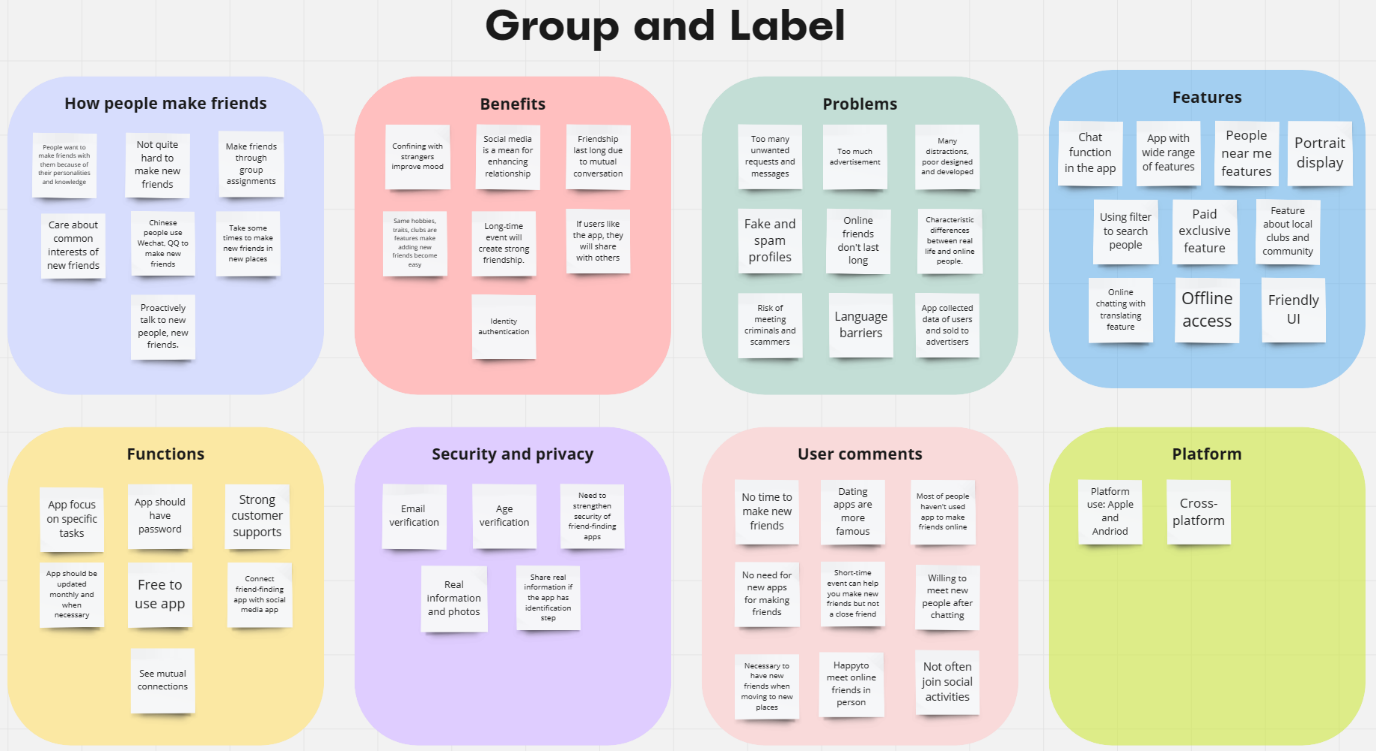 Group and Label
How people make friends
People want to
make friends with
them because of
their personalities
and knowledge
Not quite
hard to
make new
friends
Make friends
through
group
assignments
Care about
common
interests of
new friends
Chinese
people use
Wechat, QQ to
make new
friends
Take some
times to make
new friends in
new places
Proactively
talk to new
people, new
friends.
Benefits
Confining with
strangers
improve mood
Social media
is a mean for
enhancing
relationship
Friendship
last long due
to mutual
conversation
Same hobbies,
traits, clubs are
features make
adding new
friends become
easy
Long-time
event will
create strong
friendship.
If users like
the app, they
will share
with others
Identity
authentication
Problems
Too many
unwanted
requests and
messages
Too much
advertisement
Many
distractions,
poor designed
and developed
Fake and
spam
profiles
Online
friends
don't last
long
Characteristic
differences
between real
life and online
people.
Risk of
meeting
criminals and
scammers
Language
barriers
App collected
data of users
and sold to
advertisers
Features
Chat
function
in the app
App with
wide range
of features
People
near me
features
Portrait
display
Using filter
to search
people
Paid
exclusive
feature
Feature
about local
clubs and
community
Online
chatting with
translating
feature
Offline
access
Friendly
UI
Functions
App focus
on specific
tasks
App should
have
password
Strong
customer
supports
App should be
updated
monthly and
when
necessary
Free to
use app
Connect
friend-finding
app with social
media app
See mutual
connections
Security and privacy
Email
verification
Age
verification
Need to
strengthen
security of
friend-finding
apps
Real
information
and photos
Share real
information if
the app has
identification
step
User comments
No time to
make new
friends
Dating
apps are
more
famous
Most of people
haven't used
app to make
friends online
No need for
new apps
for making
friends
Short-time
event can help
you make new
friends but not
a close friend
Willing to
meet new
people after
chatting
Necessary to
have new
friends when
moving to new
places
Happyto
meet online
friends in
person
Not often
join social
activities
Platform
Platform
use: Apple
and
Andriod
Cross-
platform